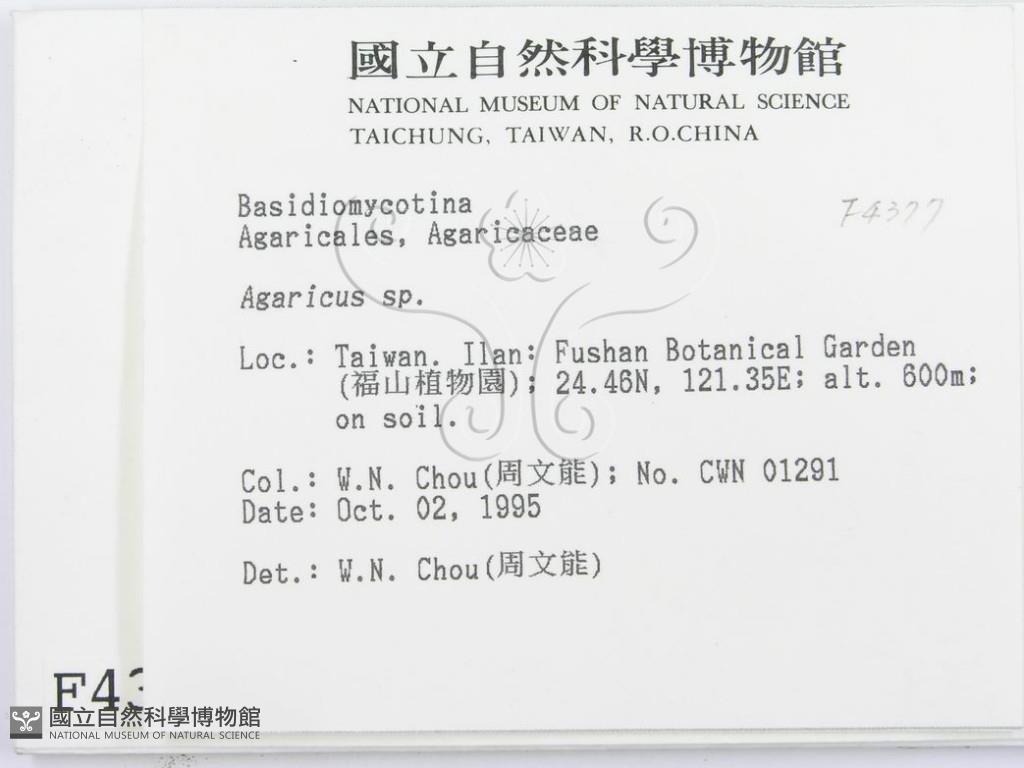 國立自然科學博物館
NATIONAL MUSEUM OF NATURAL SCIENCE
TAICHUNG, TAIWAN, R.O.CHINA
F4377
Basidiomycotina
Agaricales, Agaricaceae
Agaricus sp.
Loc.: Taiwan. Ilan: Fushan Botanical Garden
(福山植物園); 24.46N, 121.35E; alt. 600m;
on soil.
Col.: W.N. Chou(周文能); No. CWN 01291
Date: Oct. 02, 1995
Det.: W.N. Chou(周文能)
F43
國立自然科學博物館
NATIONAL MUSEUM OF NATURAL SCIENCE